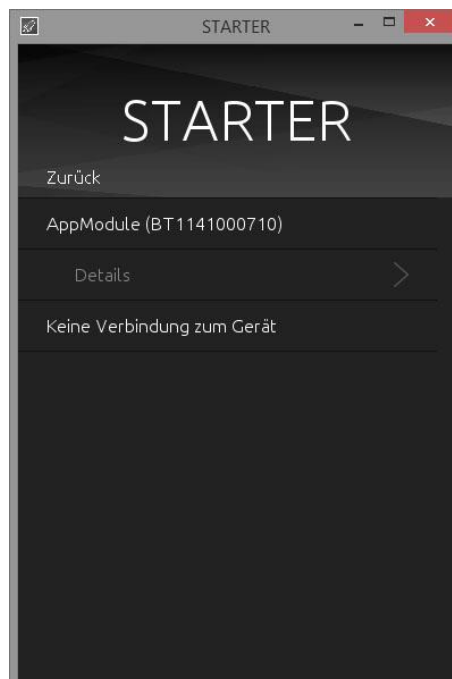 STARTER
STARTER
Zurück
AppModule (BT1141000710)
Details
Keine Verbindung zum Gerät